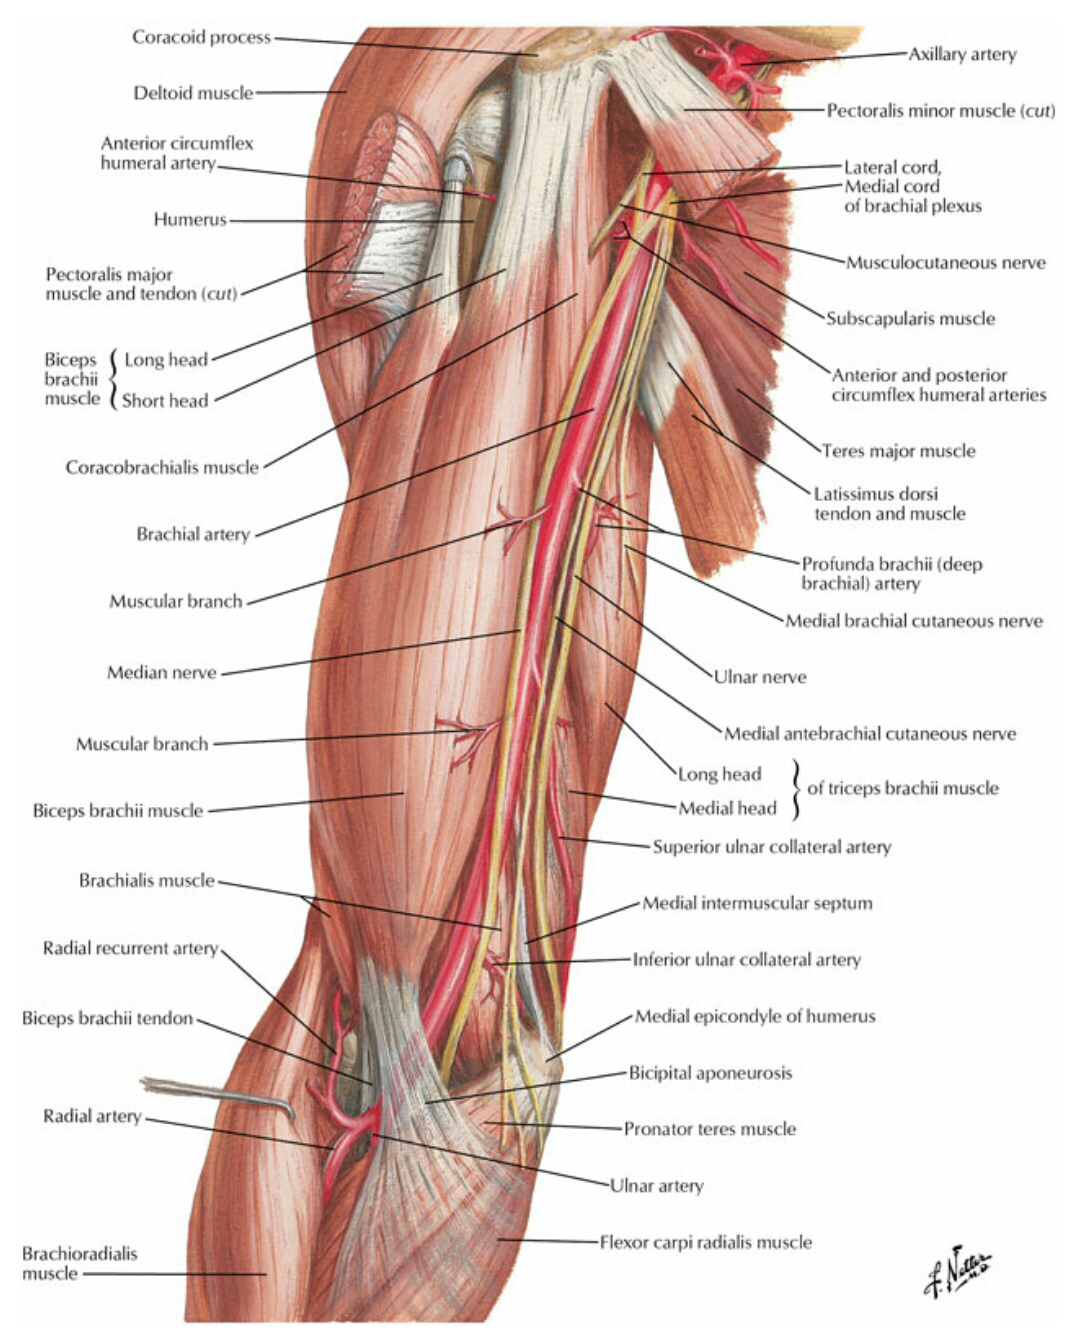 Coracoid process
Deltoid muscle
Anterior circumflex
humeral artery
Humerus
Pectoralis major
muscle and tendon (cut)
Biceps
brachii
muscle
Long head
Short head
Coracobrachialis muscle
Brachial artery
Muscular branch
Median nerve
Muscular branch
Biceps brachii muscle
Brachialis muscle
Radial recurrent artery
Biceps brachii tendon
Radial artery
Brachioradialis
muscle
Axillary artery
Pectoralis minor muscle (cut)
Lateral cord,
Medial cord
of brachial plexus
Musculocutaneous nerve
Subscapularis muscle
Anterior and posterior
circumflex humeral arteries
Teres major muscle
Latissimus dorsi
tendon and muscle
Profunda brachii (deep
brachial) artery
Medial brachial cutaneous nerve
Ulnar nerve
Medial antebrachial cutaneous nerve
Long head
Medial head
of triceps brachii muscle
Superior ulnar collateral artery
Medial intermuscular septum
Inferior ulnar collateral artery
Medial epicondyle of humerus
Bicipital aponeurosis
Pronator teres muscle
Ulnar artery
Flexor carpi radialis muscle
F. Netter
M.D.